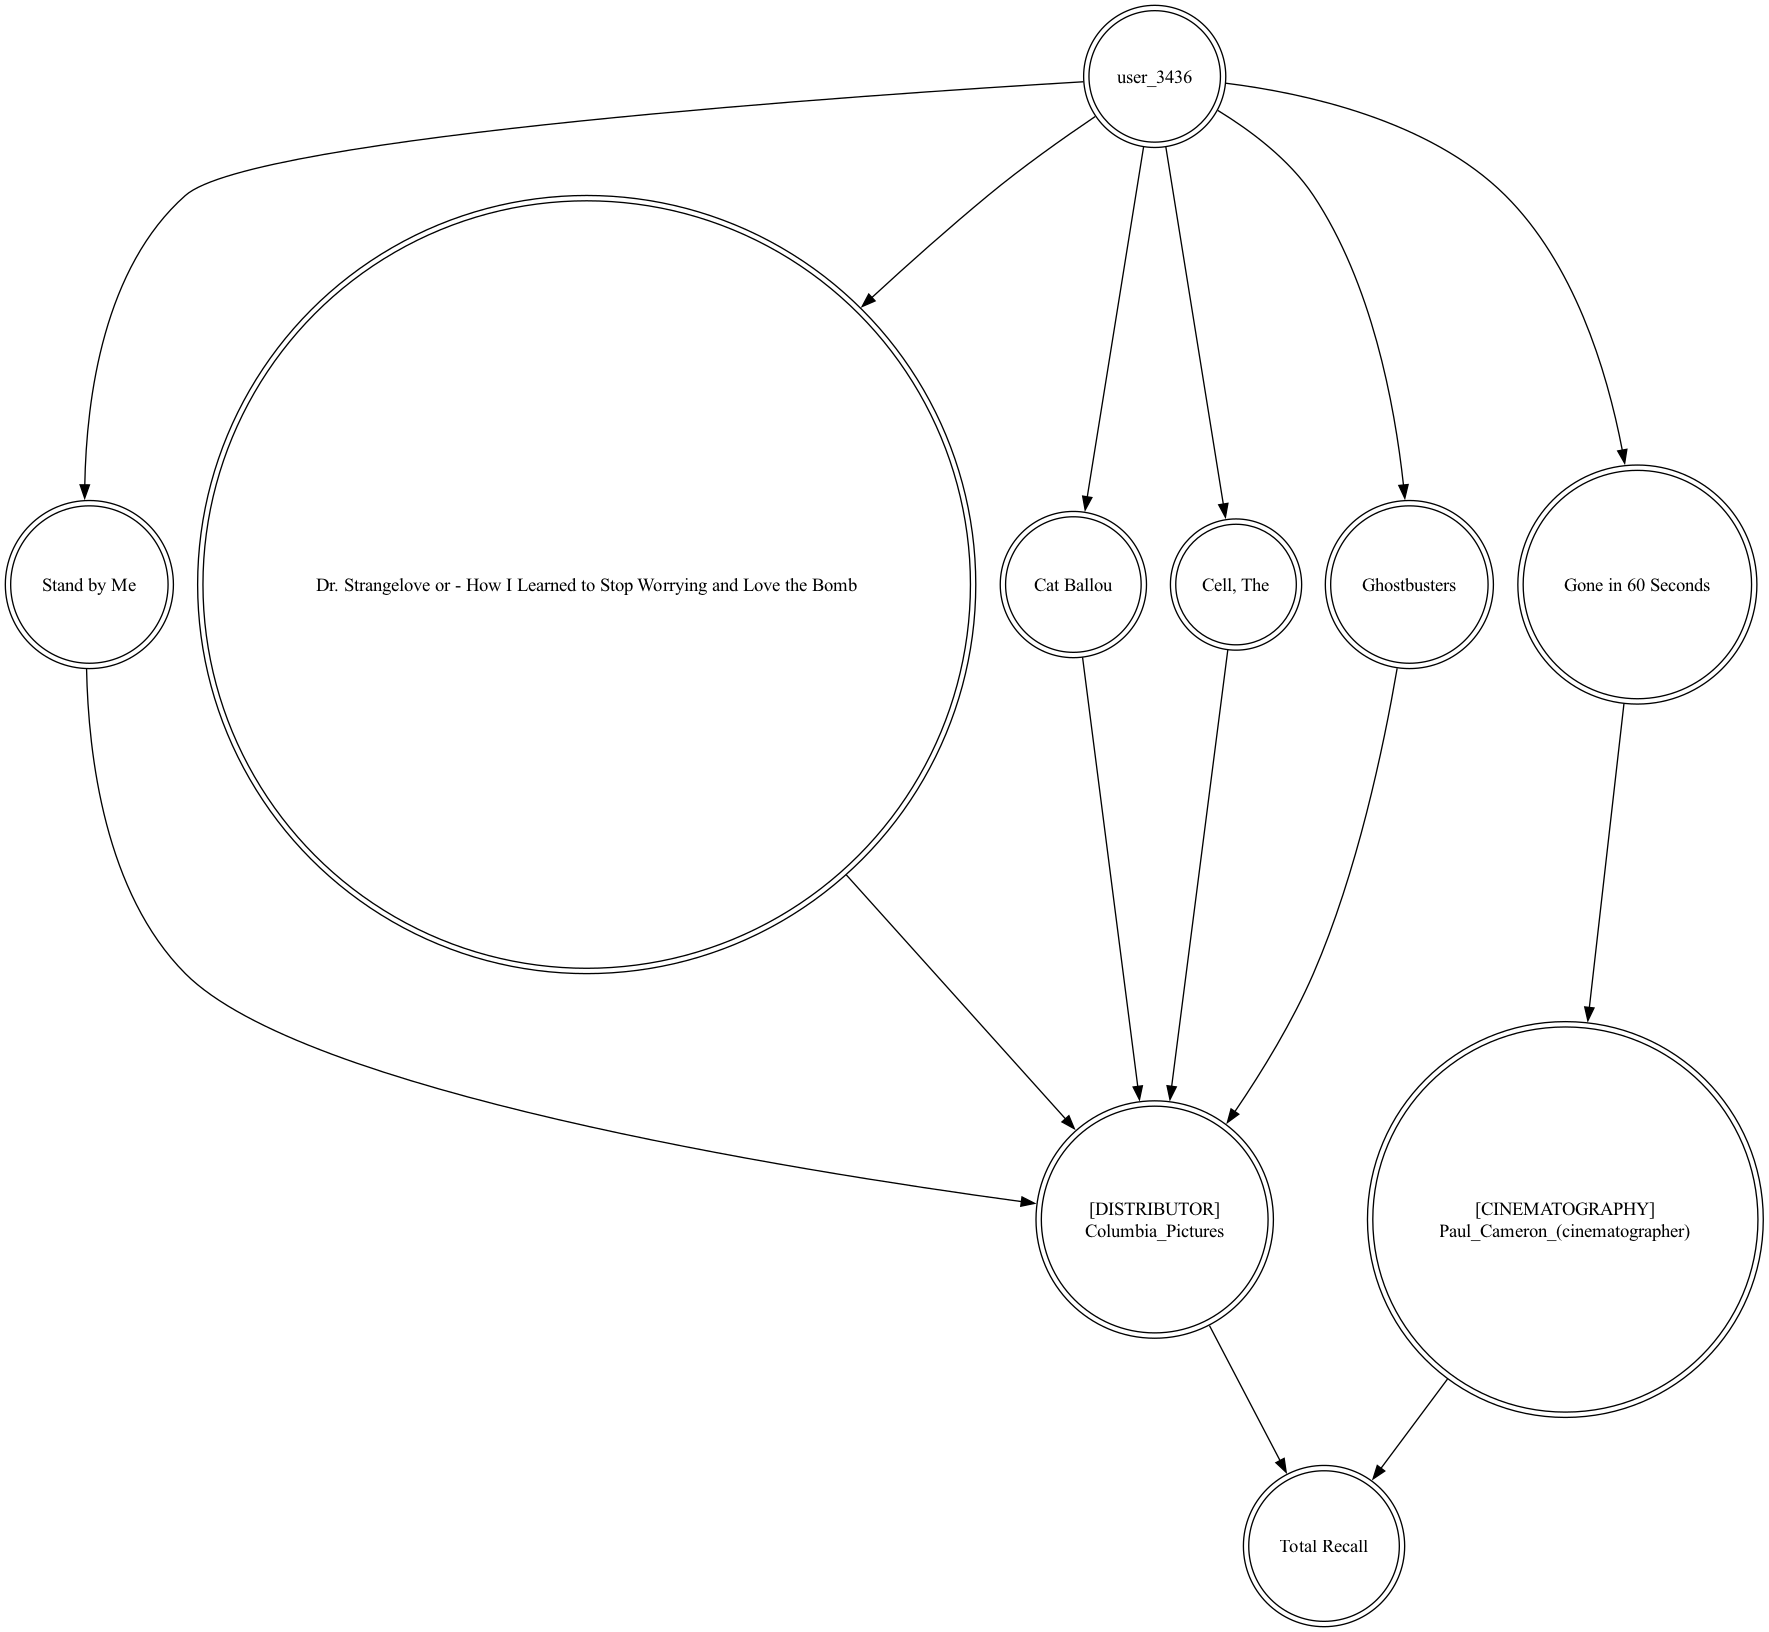 user_3436
Stand by Me
Dr. Strangelove or - How I Learned to Stop Worrying and Love the Bomb
Cat Ballou
Cell, The
Ghostbusters
Gone in 60 Seconds
[DISTRIBUTOR]
Columbia_Pictures
[CINEMATOGRAPHY]
Paul_Cameron_(cinematographer)
Total Recall